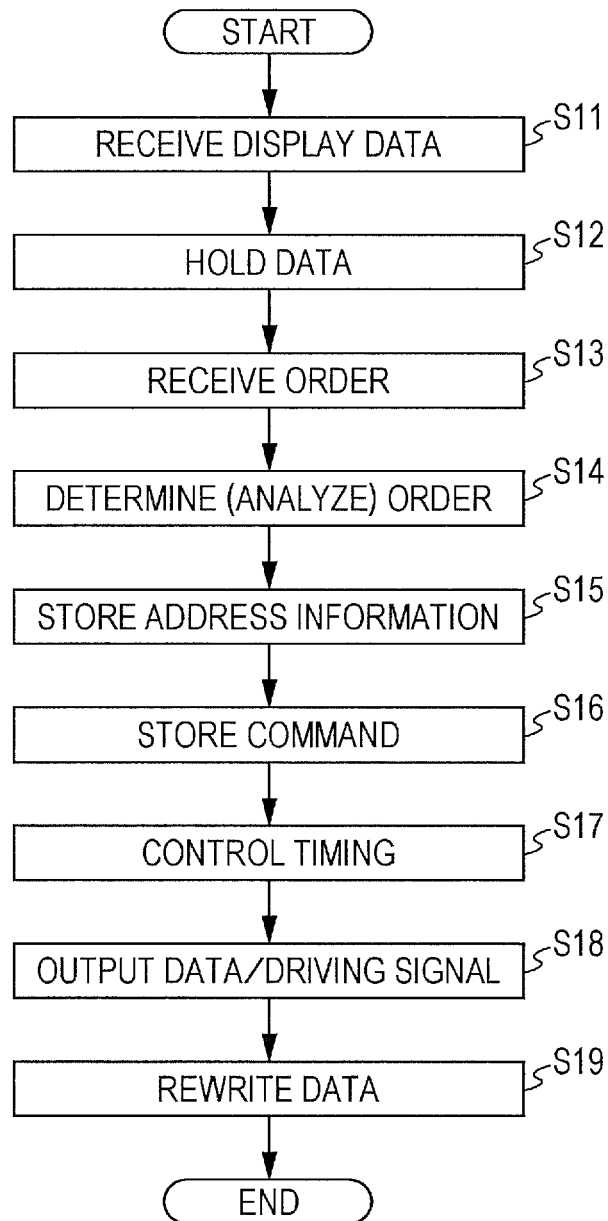 START
S11
RECEIVE DISPLAY DATA
S12
HOLD DATA
S13
RECEIVE ORDER
S14
DETERMINE (ANALYZE) ORDER
S15
STORE ADDRESS INFORMATION
S16
STORE COMMAND
S17
CONTROL TIMING
S18
OUTPUT DATA/DRIVING SIGNAL
S19
REWRITE DATA
END